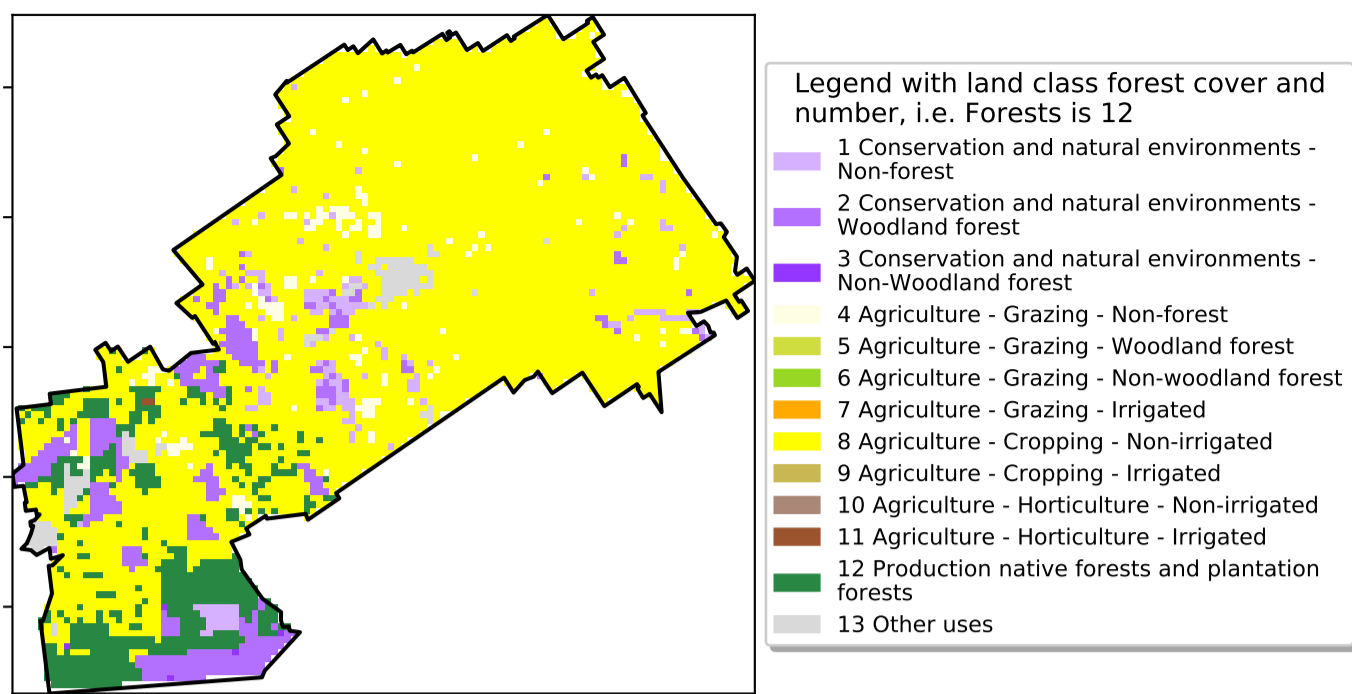 Legend with land class forest cover and
number, i.e. Forests is 12
1 Conservation and natural environments -
Non-forest
2 Conservation and natural environments -
Woodland forest
3 Conservation and natural environments -
Non-Woodland forest
4 Agriculture - Grazing - Non-forest
5 Agriculture - Grazing - Woodland forest
6 Agriculture - Grazing - Non-woodland forest
7 Agriculture - Grazing - Irrigated
8 Agriculture - Cropping - Non-irrigated
9 Agriculture - Cropping - Irrigated
10 Agriculture - Horticulture - Non-irrigated
11 Agriculture - Horticulture - Irrigated
12 Production native forests and plantation
forests
13 Other uses